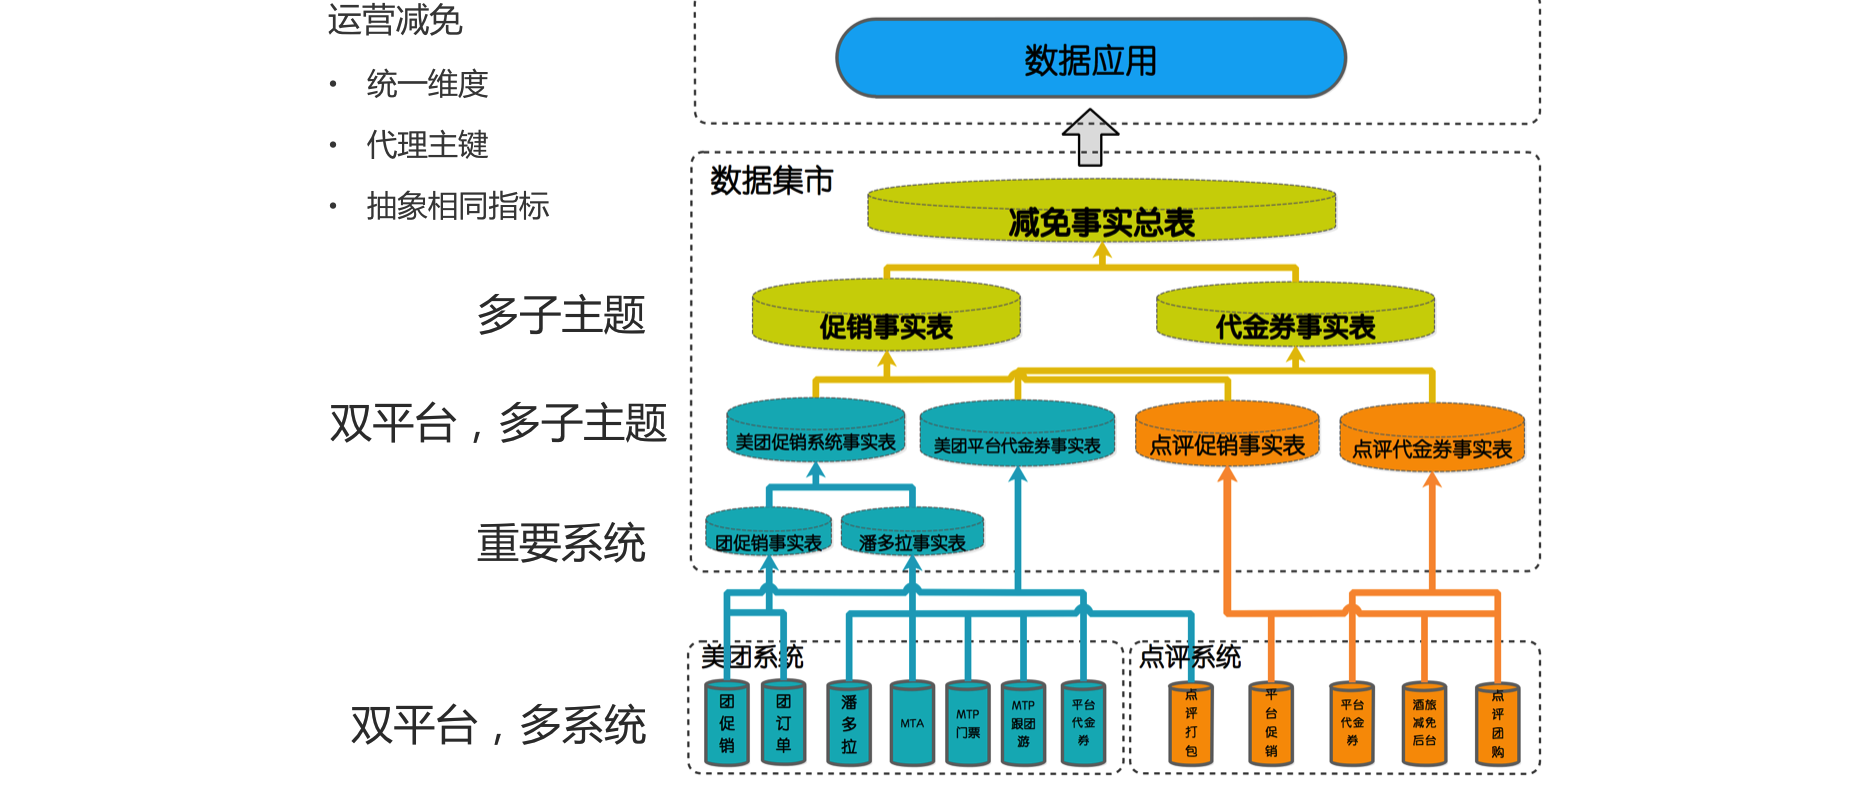 运营减免
• 统一维度
• 代理主键
• 抽象相同指标
多子主题
双平台，多子主题
重要系统
双平台，多系统
数据应用
数据集市
减免事实总表
促销事实表
代金券事实表
美团促销系统事实表
美团平台代金券事实表
点评促销事实表
点评代金券事实表
团促销事实表
潘多拉事实表
美团系统
点评系统
团
促
销
团
订
单
潘
多
拉
MTA
MTP
门票
MTP
跟团
游
平台
代金
券
点
评
打
包
平
台
促
销
平台
代金
券
酒旅
减免
后台
点
评
团
购